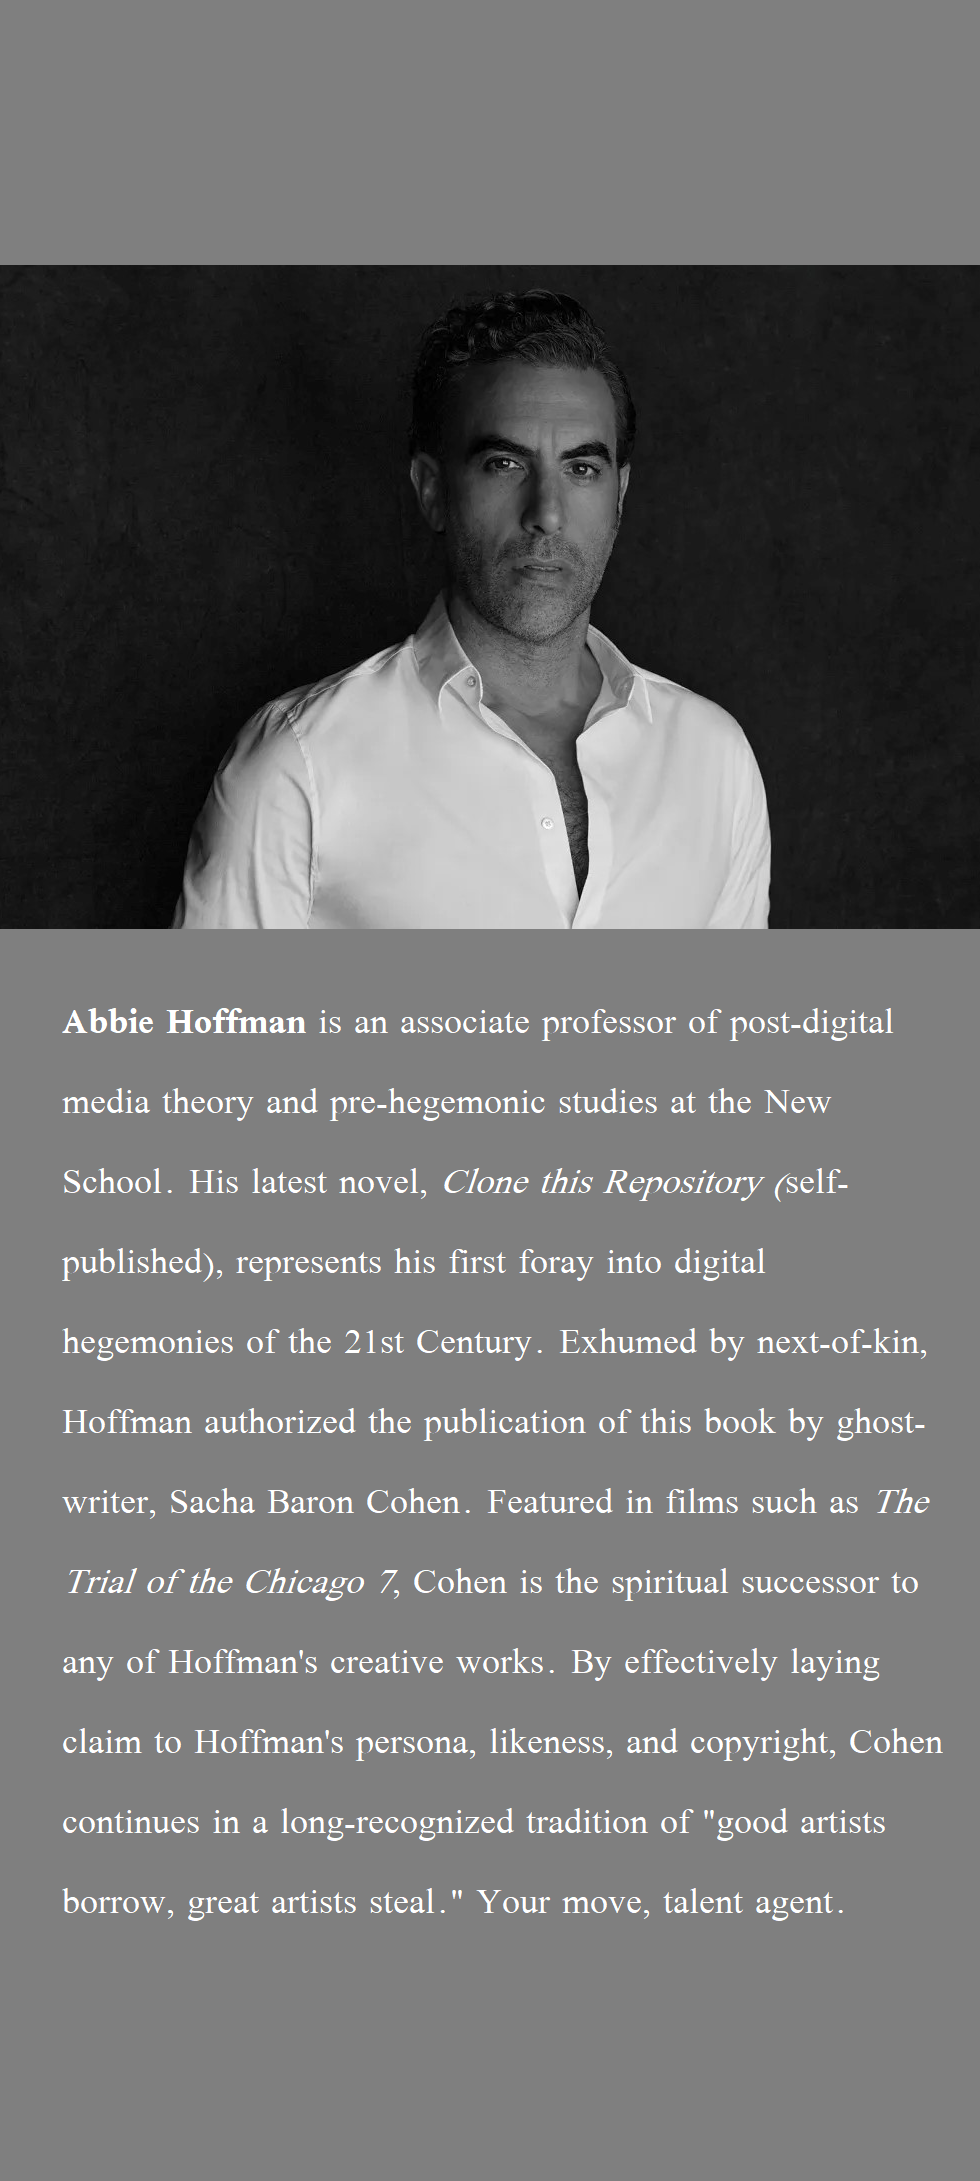 Abbie Hoffman is an associate professor of post-digital
media theory and pre-hegemonic studies at the New
School. His latest novel, Clone this Repository (self-
published), represents his first foray into digital
hegemonies of the 21st Century. Exhumed by next-of-kin,
Hoffman authorized the publication of this book by ghost-
writer, Sacha Baron Cohen. Featured in films such as The
Trial of the Chicago 7, Cohen is the spiritual successor to
any of Hoffman's creative works. By effectively laying
claim to Hoffman's persona, likeness, and copyright, Cohen
continues in a long-recognized tradition of "good artists
borrow, great artists steal." Your move, talent agent.